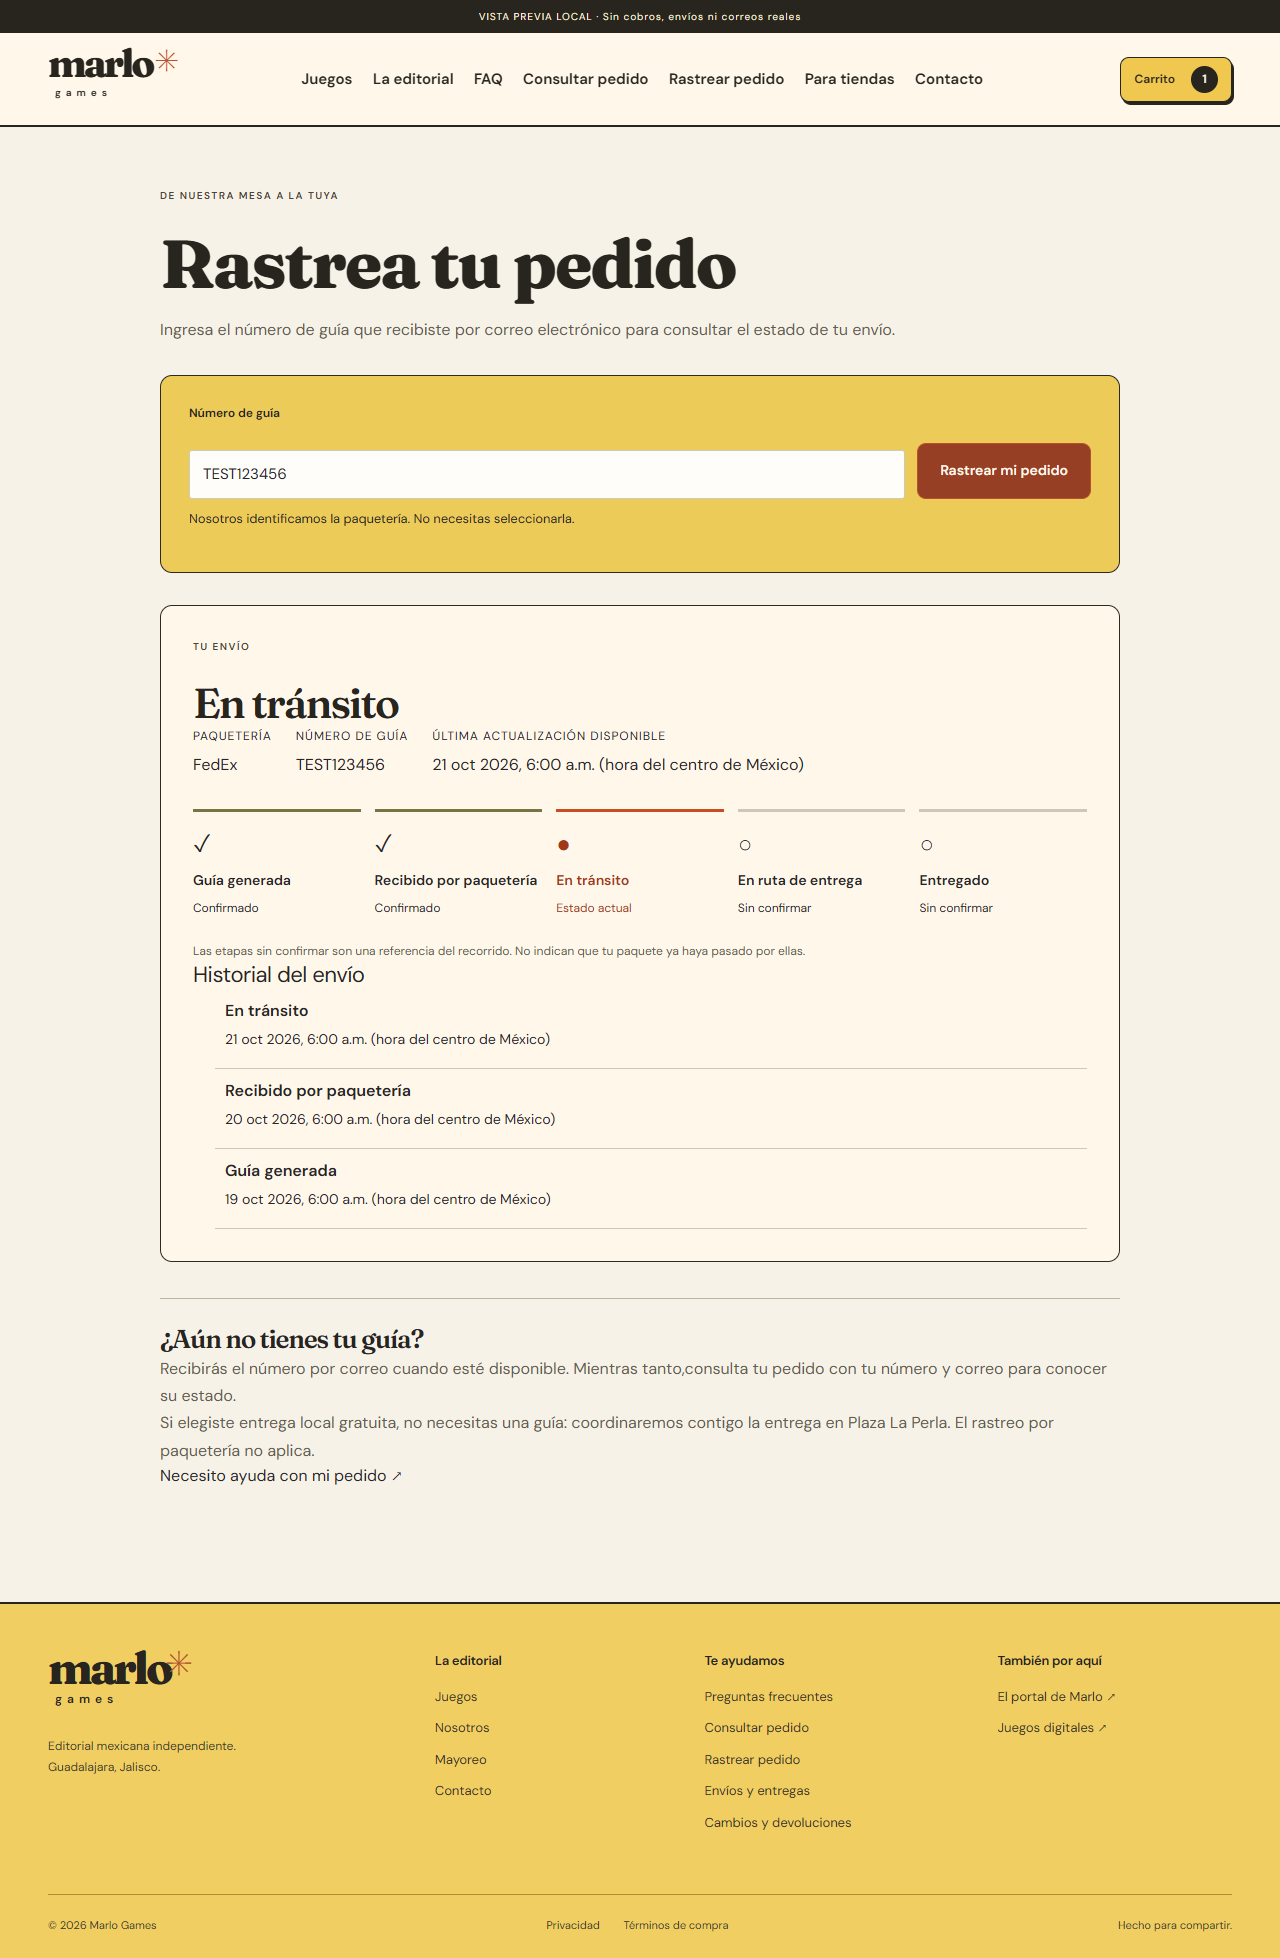 VISTA PREVIA LOCAL · Sin cobros, envíos ni correos reales
marlo
games
Juegos La editorial FAQ Consultar pedido Rastrear pedido Para tiendas Contacto
Carrito 1
DE NUESTRA MESA A LA TUYA
Rastrea tu pedido
Ingresa el número de guía que recibiste por correo electrónico para consultar el estado de tu envío.
Número de guía
TEST123456
Rastrear mi pedido
Nosotros identificamos la paquetería. No necesitas seleccionarla.
TU ENVÍO
En tránsito
PAQUETERÍA NÚMERO DE GUÍA ÚLTIMA ACTUALIZACIÓN DISPONIBLE
FedEx TEST123456 21 oct 2026, 6:00 a.m. (hora del centro de México)
✓ ✓ ● ○ ○
Guía generada Recibido por paquetería En tránsito En ruta de entrega Entregado
Confirmado Confirmado Estado actual Sin confirmar Sin confirmar
Las etapas sin confirmar son una referencia del recorrido. No indican que tu paquete ya haya pasado por ellas.
Historial del envío
En tránsito
21 oct 2026, 6:00 a.m. (hora del centro de México)
Recibido por paquetería
20 oct 2026, 6:00 a.m. (hora del centro de México)
Guía generada
19 oct 2026, 6:00 a.m. (hora del centro de México)
¿Aún no tienes tu guía?
Recibirás el número por correo cuando esté disponible. Mientras tanto,consulta tu pedido con tu número y correo para conocer
su estado.
Si elegiste entrega local gratuita, no necesitas una guía: coordinaremos contigo la entrega en Plaza La Perla. El rastreo por
paquetería no aplica.
Necesito ayuda con mi pedido ↗
marlo
games
Editorial mexicana independiente.
Guadalajara, Jalisco.
La editorial
Juegos
Nosotros
Mayoreo
Contacto
Te ayudamos
Preguntas frecuentes
Consultar pedido
Rastrear pedido
Envíos y entregas
Cambios y devoluciones
También por aquí
El portal de Marlo ↗
Juegos digitales ↗
© 2026 Marlo Games
Privacidad Términos de compra
Hecho para compartir.